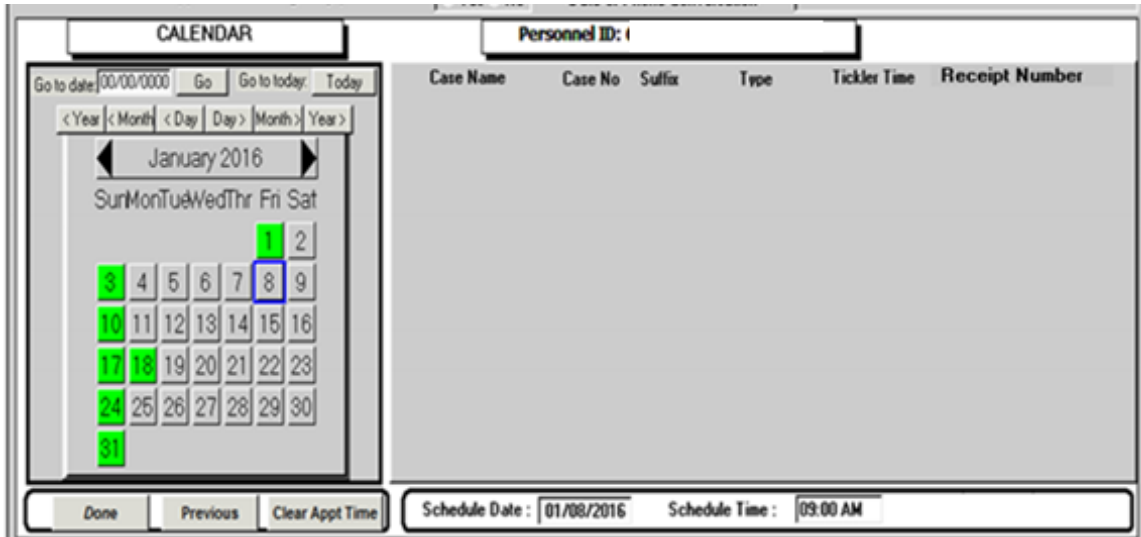 CALENDAR
Personnel ID:
Go to date: 00/00/0000 Go Go to today: Today
<Year <Month <Day Day> Month> Year>
January 2016
Sun Mon Tue Wed Thr Fri Sat
1 2
3 4 5 6 7 8 9
10 11 12 13 14 15 16
17 18 19 20 21 22 23
24 25 26 27 28 29 30
31
Done Previous Clear Appt Time
Case Name Case No Suffix Type Tickler Time Receipt Number
Schedule Date : 01/08/2016 Schedule Time : 09:00 AM